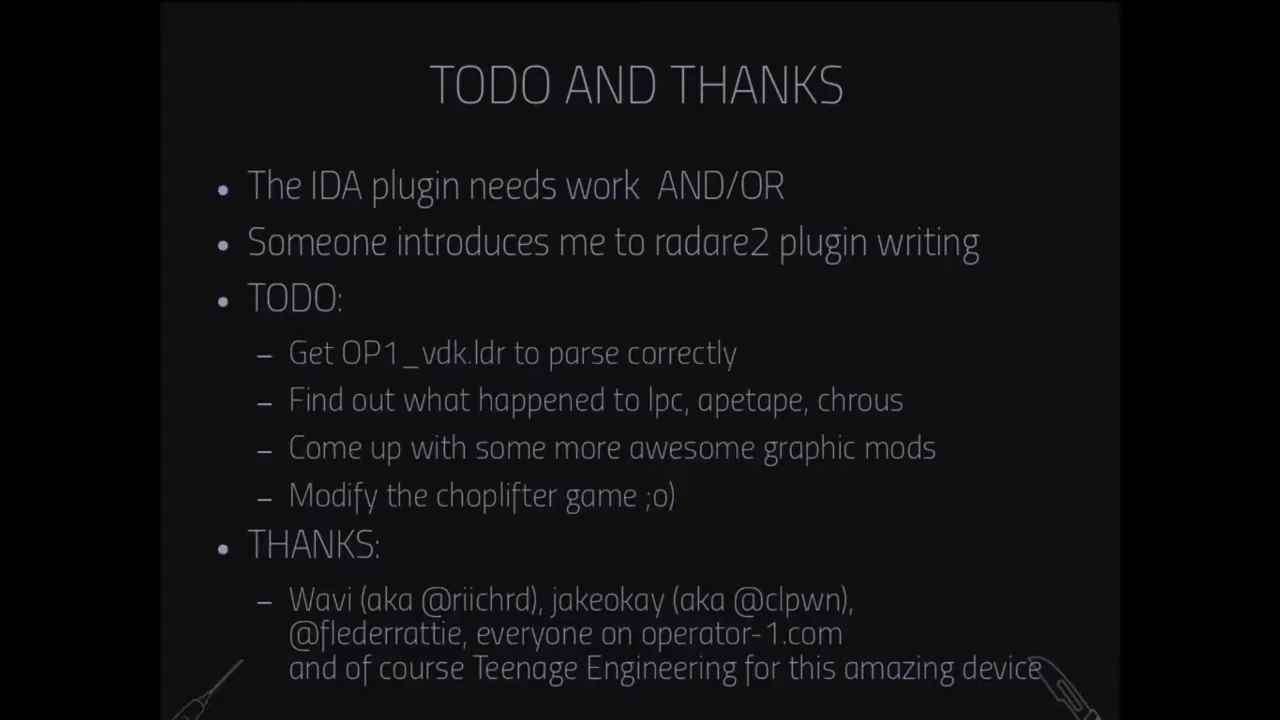 TODO AND THANKS
• The IDA plugin needs work AND/OR
• Someone introduces me to radare2 plugin writing
• TODO:
– Get OP1_vdk.ldr to parse correctly
– Find out what happened to lpc, apetape, chrous
– Come up with some more awesome graphic mods
– Modify the choplifter game ;o)
• THANKS:
– Wavi (aka @riichrd), jakeokay (aka @clpwn),
@flederrattie, everyone on operator-1.com
and of course Teenage Engineering for this amazing device